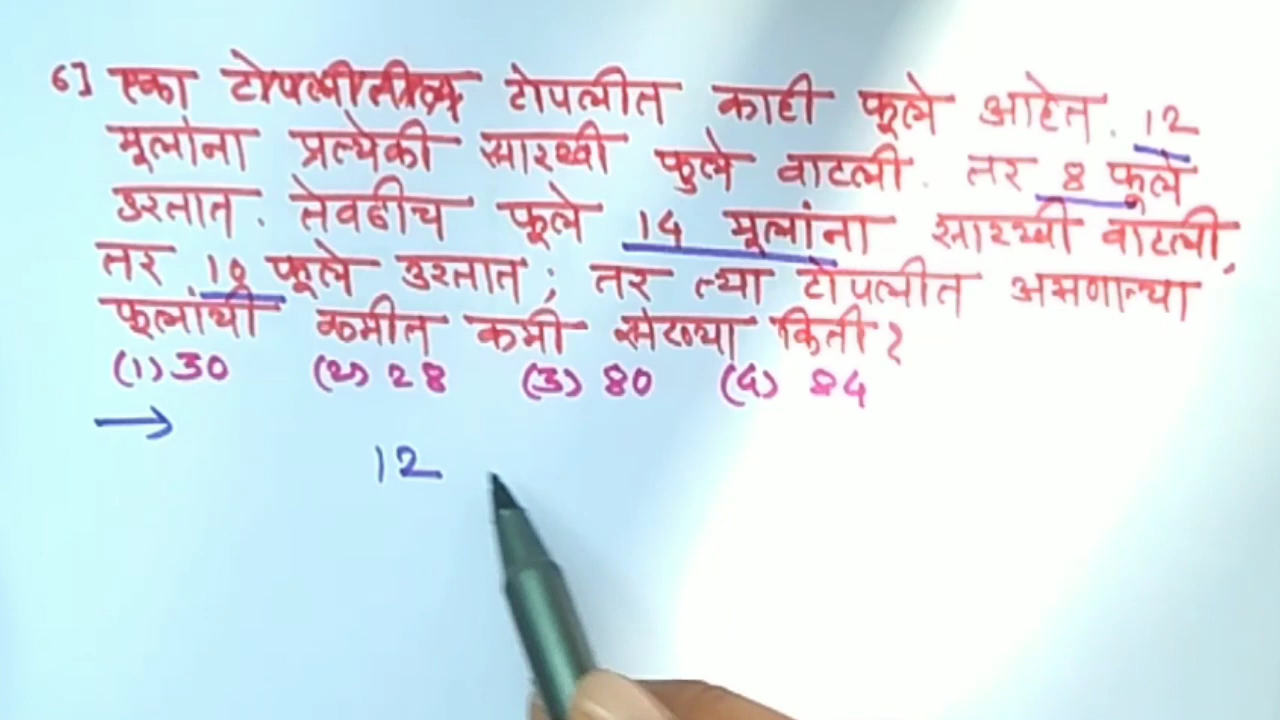 6] एका टोपलीत काही फूले आहेत. 12
मूलांना प्रत्येकी सारखी फुले वाटली. तर 8 फूले
उरतात. तेवढीच फूले 14 मूलांना सारखी वाटली,
तर 10 फूले उरतात; तर त्या टोपलीत असणाऱ्या
फूलांची कमीत कमी संख्या किती?
(1) 30 (2) 28 (3) 80 (4) 84
→
12